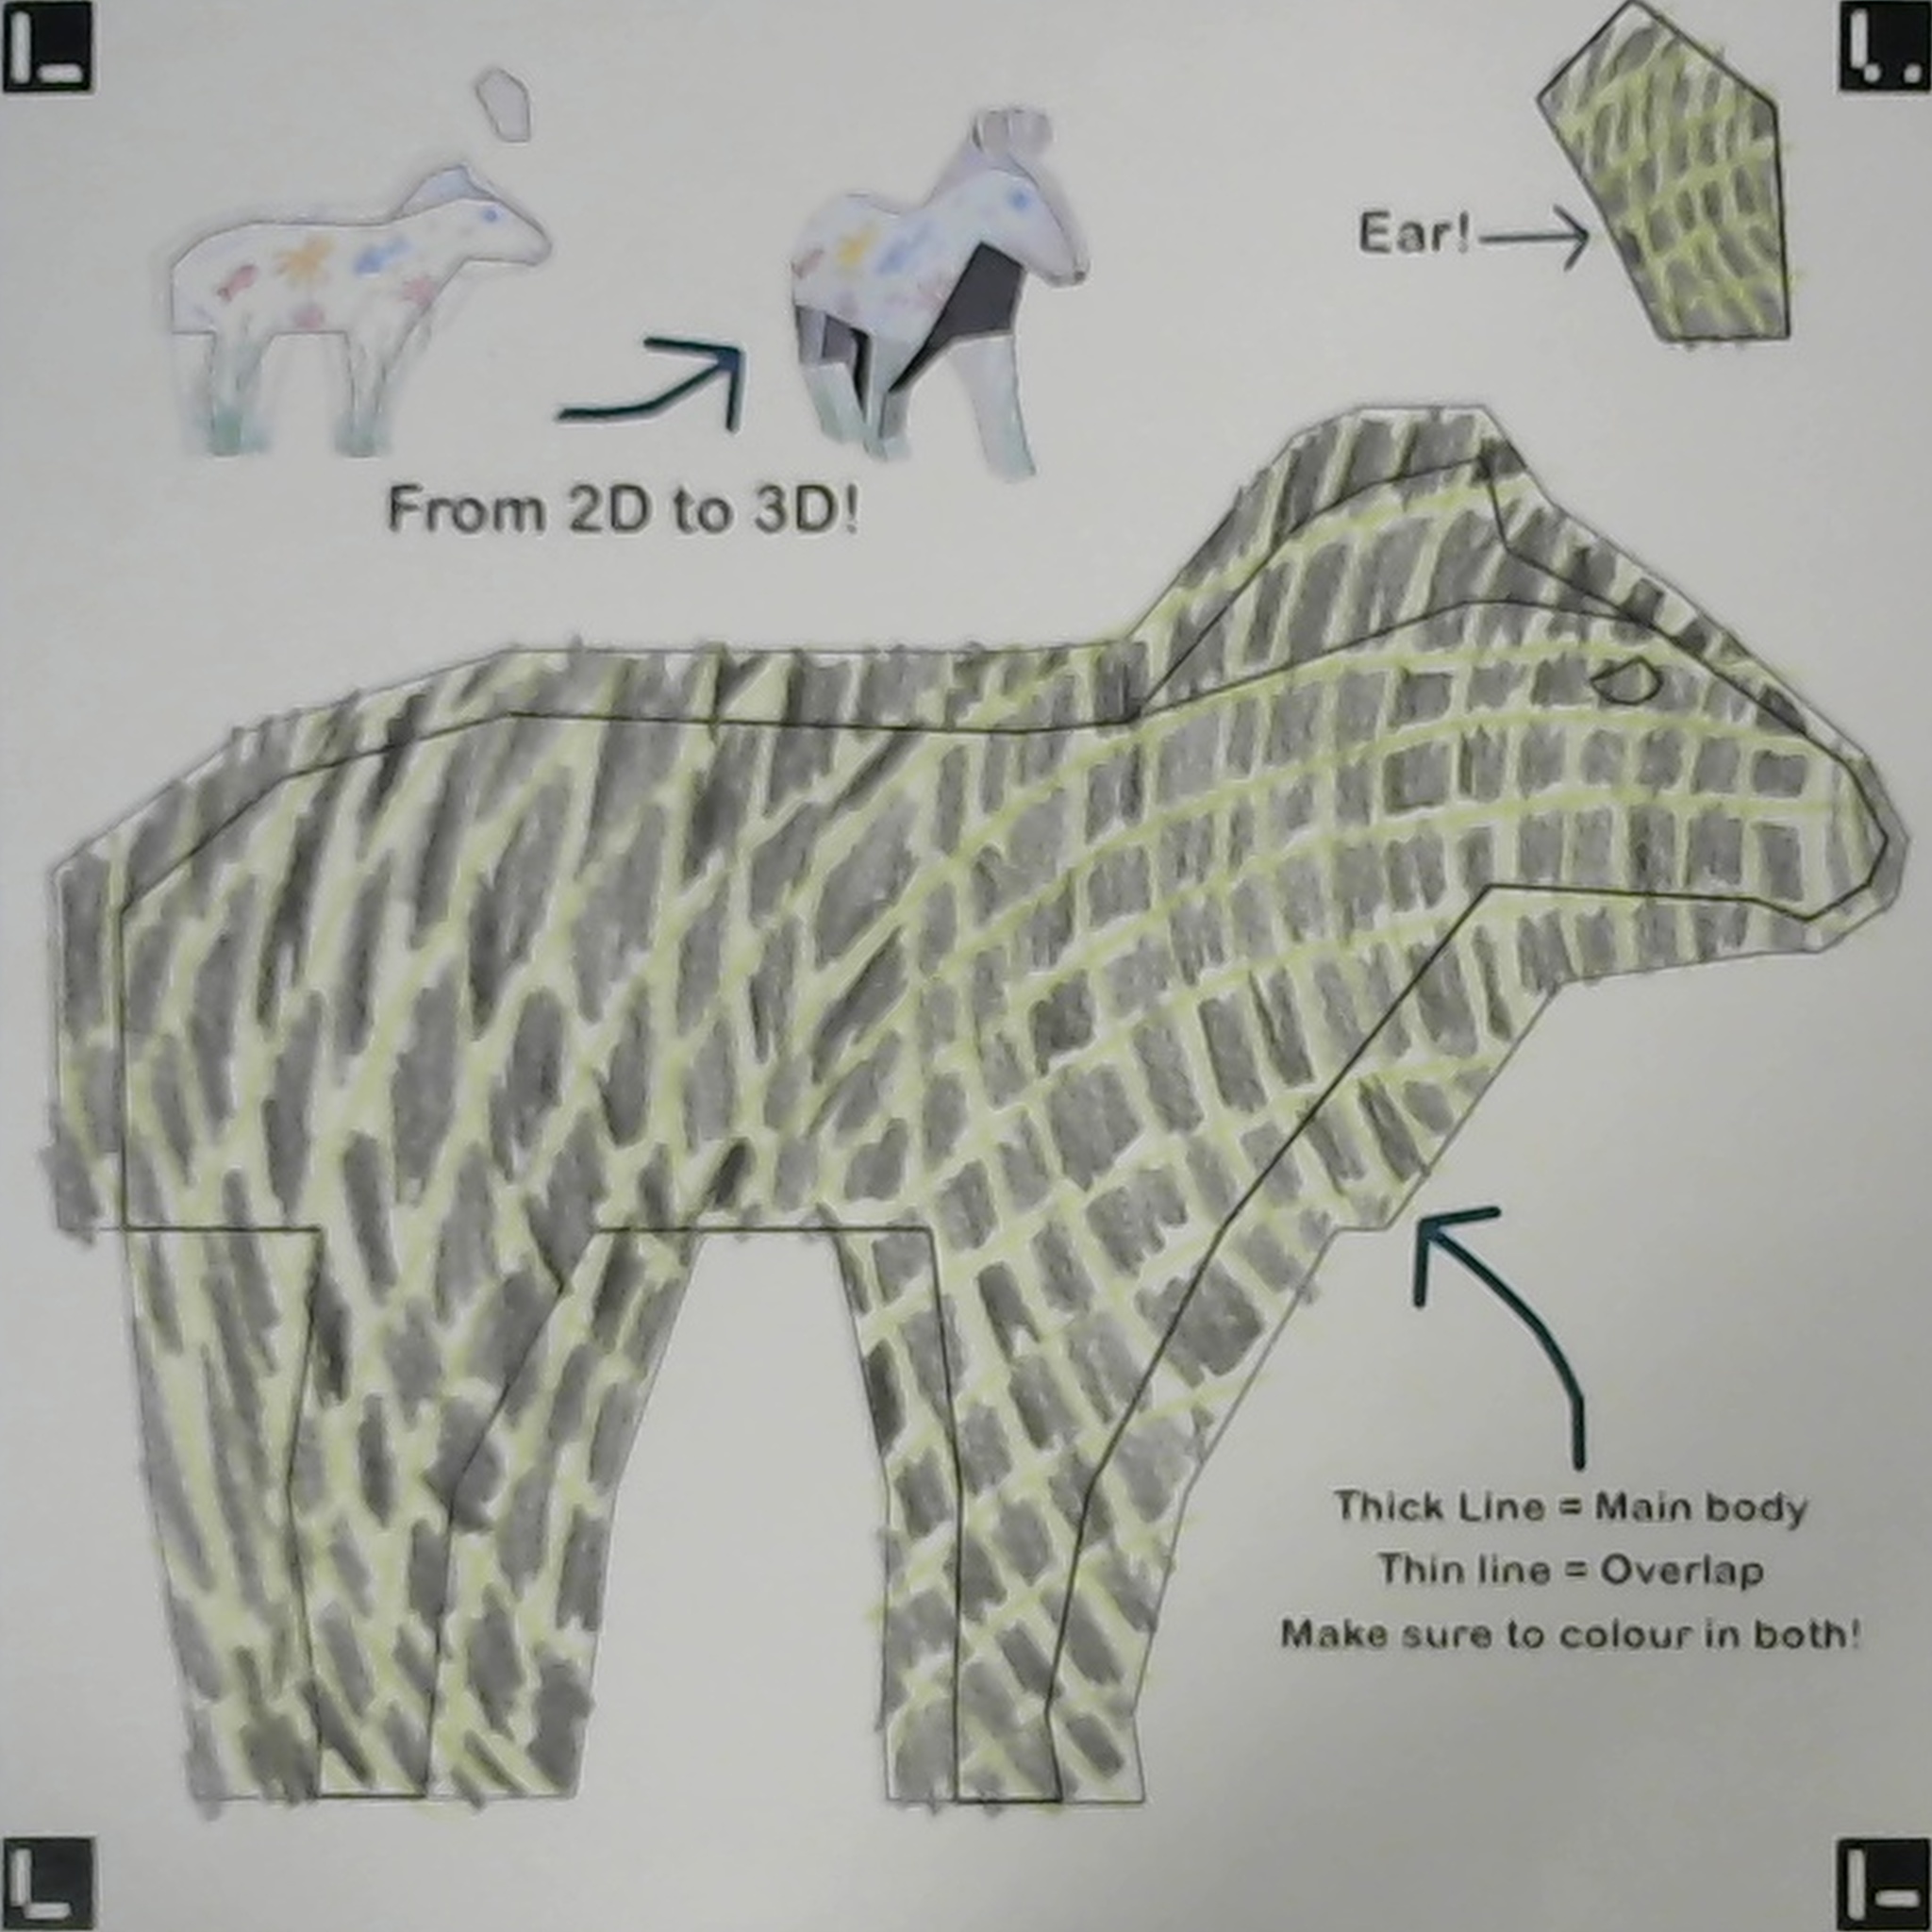 Ear!
From 2D to 3D!
Thick Line = Main body
Thin line = Overlap
Make sure to colour in both!